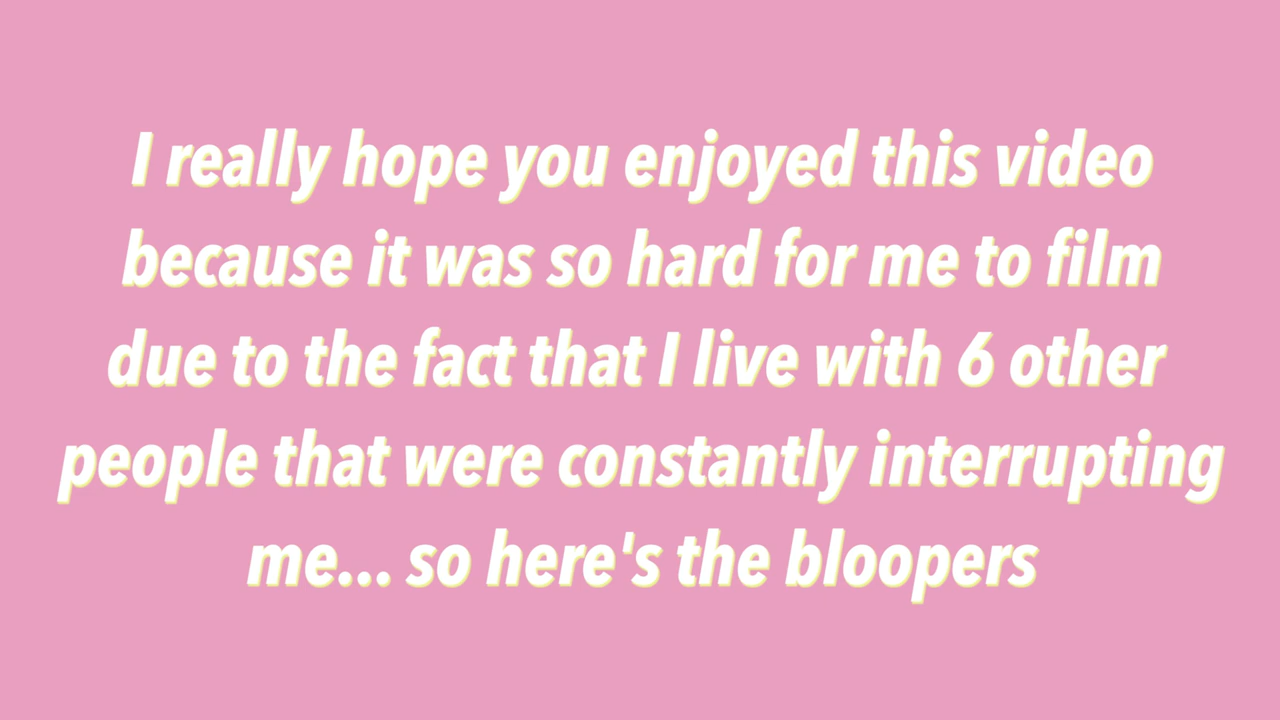 I really hope you enjoyed this video
because it was so hard for me to film
due to the fact that I live with 6 other
people that were constantly interrupting
me... so here's the bloopers